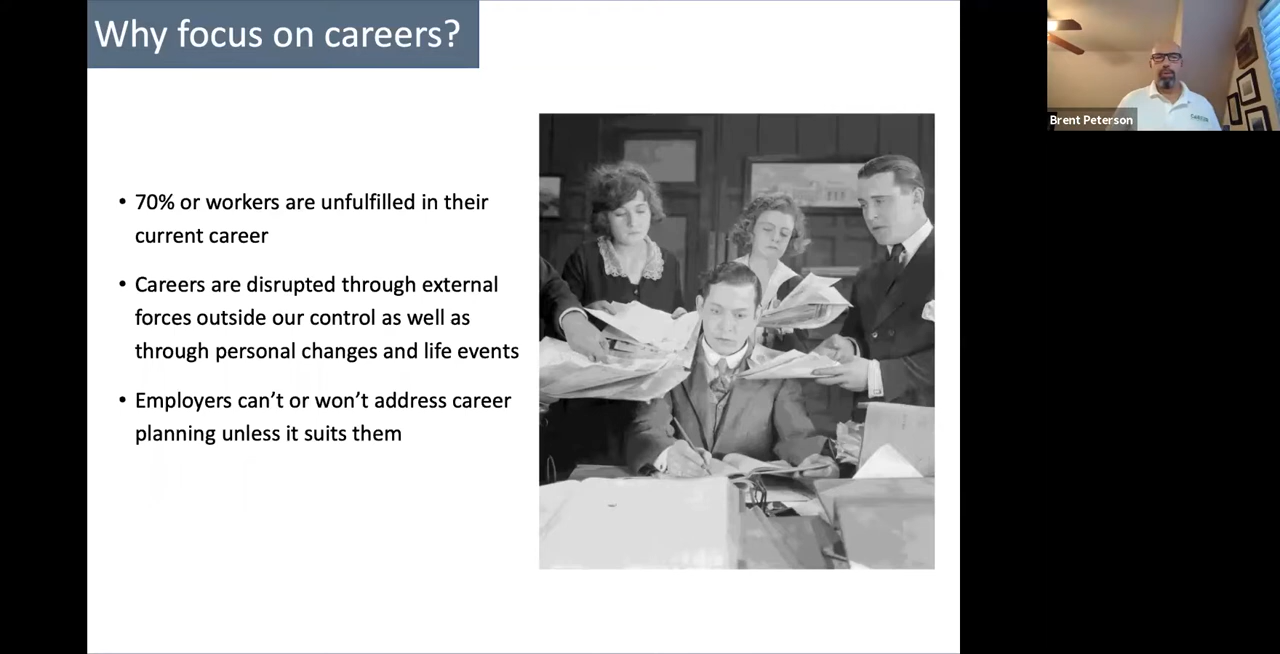 Why focus on careers?
• 70% or workers are unfulfilled in their
current career
• Careers are disrupted through external
forces outside our control as well as
through personal changes and life events
• Employers can't or won't address career
planning unless it suits them
Brent Peterson